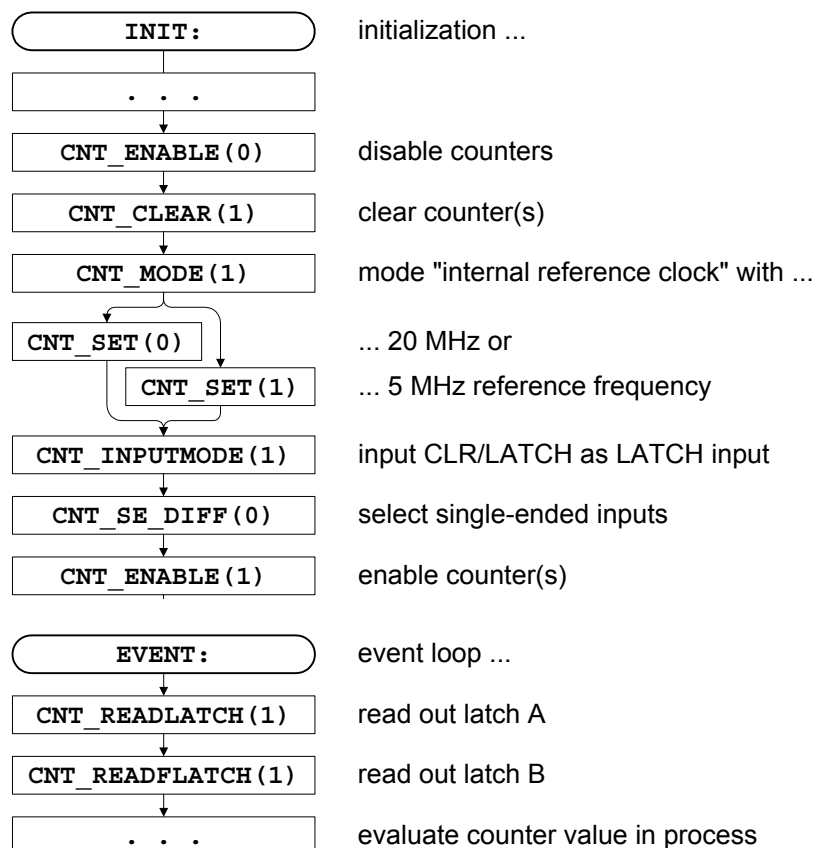 INIT: initialization ...
. . .
CNT_ENABLE(0) disable counters
CNT_CLEAR(1) clear counter(s)
CNT_MODE(1) mode "internal reference clock" with ...
CNT_SET(0) ... 20 MHz or
CNT_SET(1) ... 5 MHz reference frequency
CNT_INPUTMODE(1) input CLR/LATCH as LATCH input
CNT_SE_DIFF(0) select single-ended inputs
CNT_ENABLE(1) enable counter(s)
EVENT: event loop ...
CNT_READLATCH(1) read out latch A
CNT_READFLATCH(1) read out latch B
. . . evaluate counter value in process